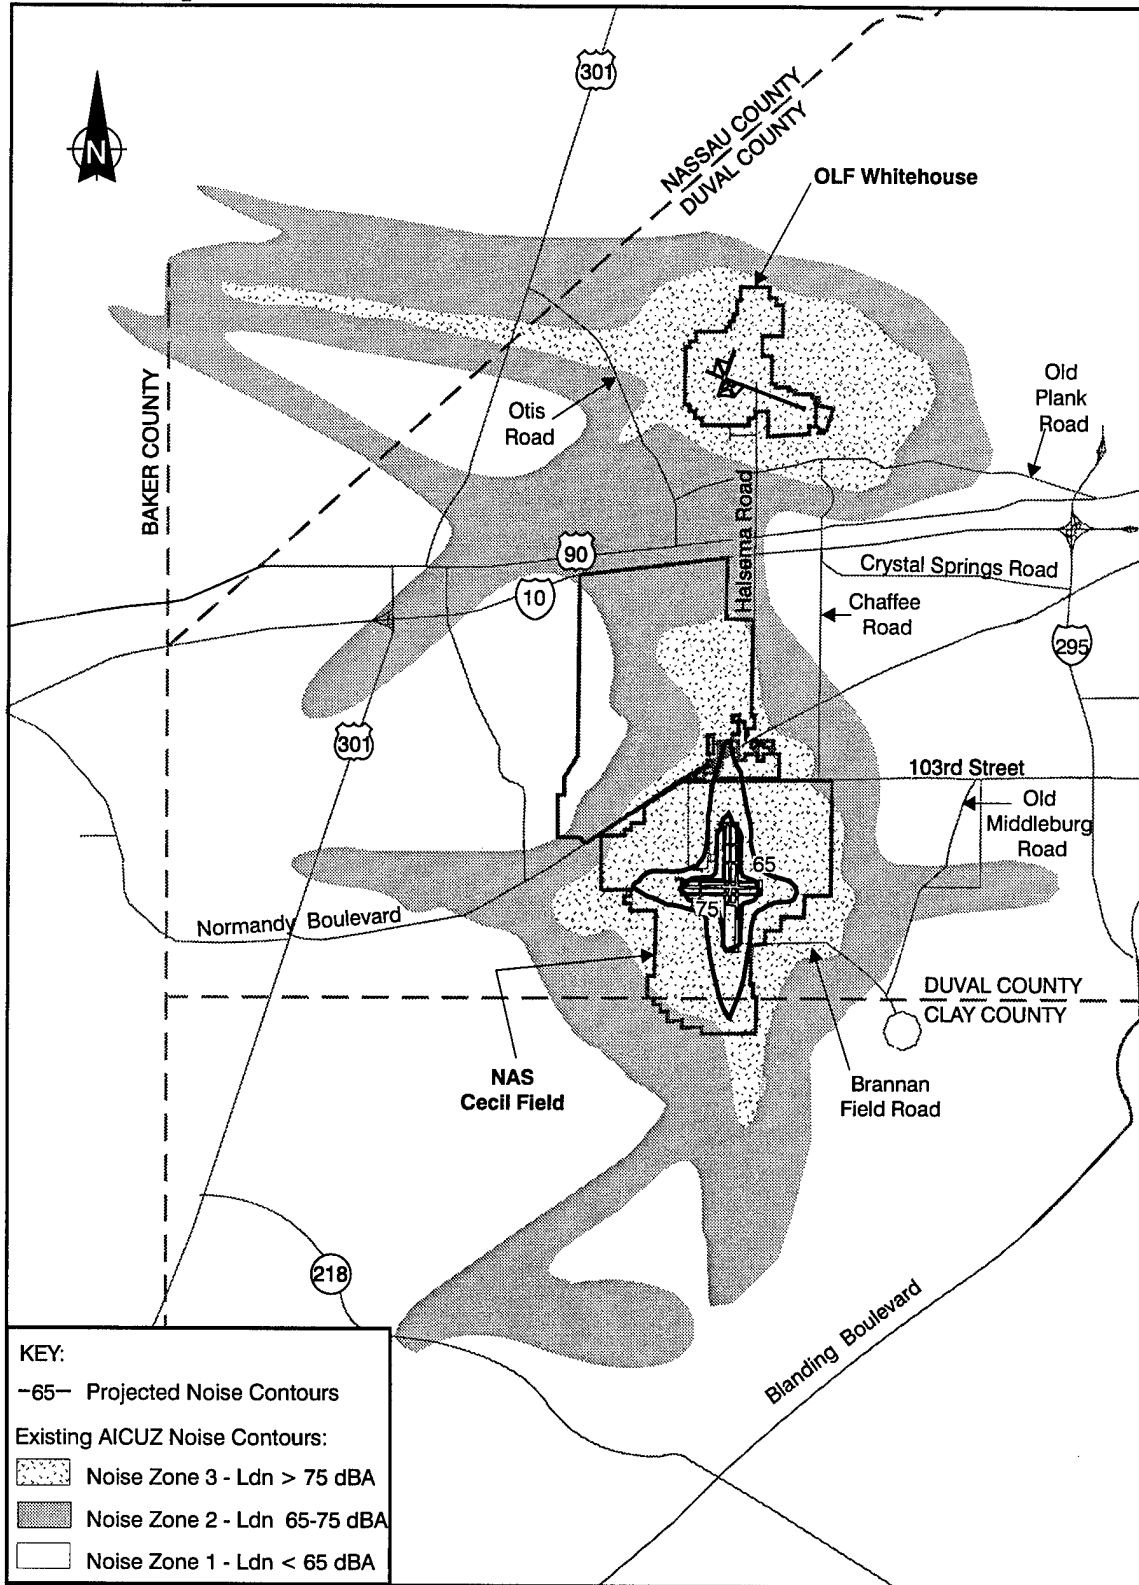 301
N
NASSAU COUNTY
DUVAL COUNTY
OLF Whitehouse
Old
Plank
Road
Otis
Road
BAKER COUNTY
Halsema Road
90
Crystal Springs Road
10
Chaffee
Road
295
301
103rd Street
Old
Middleburg
Road
65
75
Normandy Boulevard
DUVAL COUNTY
CLAY COUNTY
NAS
Cecil Field
Brannan
Field Road
218
Blanding Boulevard
KEY:
-65- Projected Noise Contours
Existing AICUZ Noise Contours:
Noise Zone 3 - Ldn > 75 dBA
Noise Zone 2 - Ldn 65-75 dBA
Noise Zone 1 - Ldn < 65 dBA